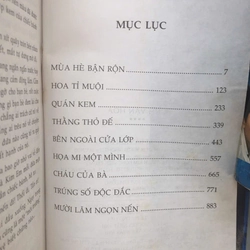 MỤC LỤC
MÙA HÈ BẬN RỘN 7
HOA TỈ MUỘI 123
QUÁN KEM 233
THẰNG THỎ ĐẾ 339
BÊN NGOÀI CỬA LỚP 443
HỌA MI MỘT MÌNH 557
CHÁU CỦA BÀ 665
TRÚNG SỐ ĐỘC ĐẮC 771
MƯỜI LĂM NGỌN NẾN 883